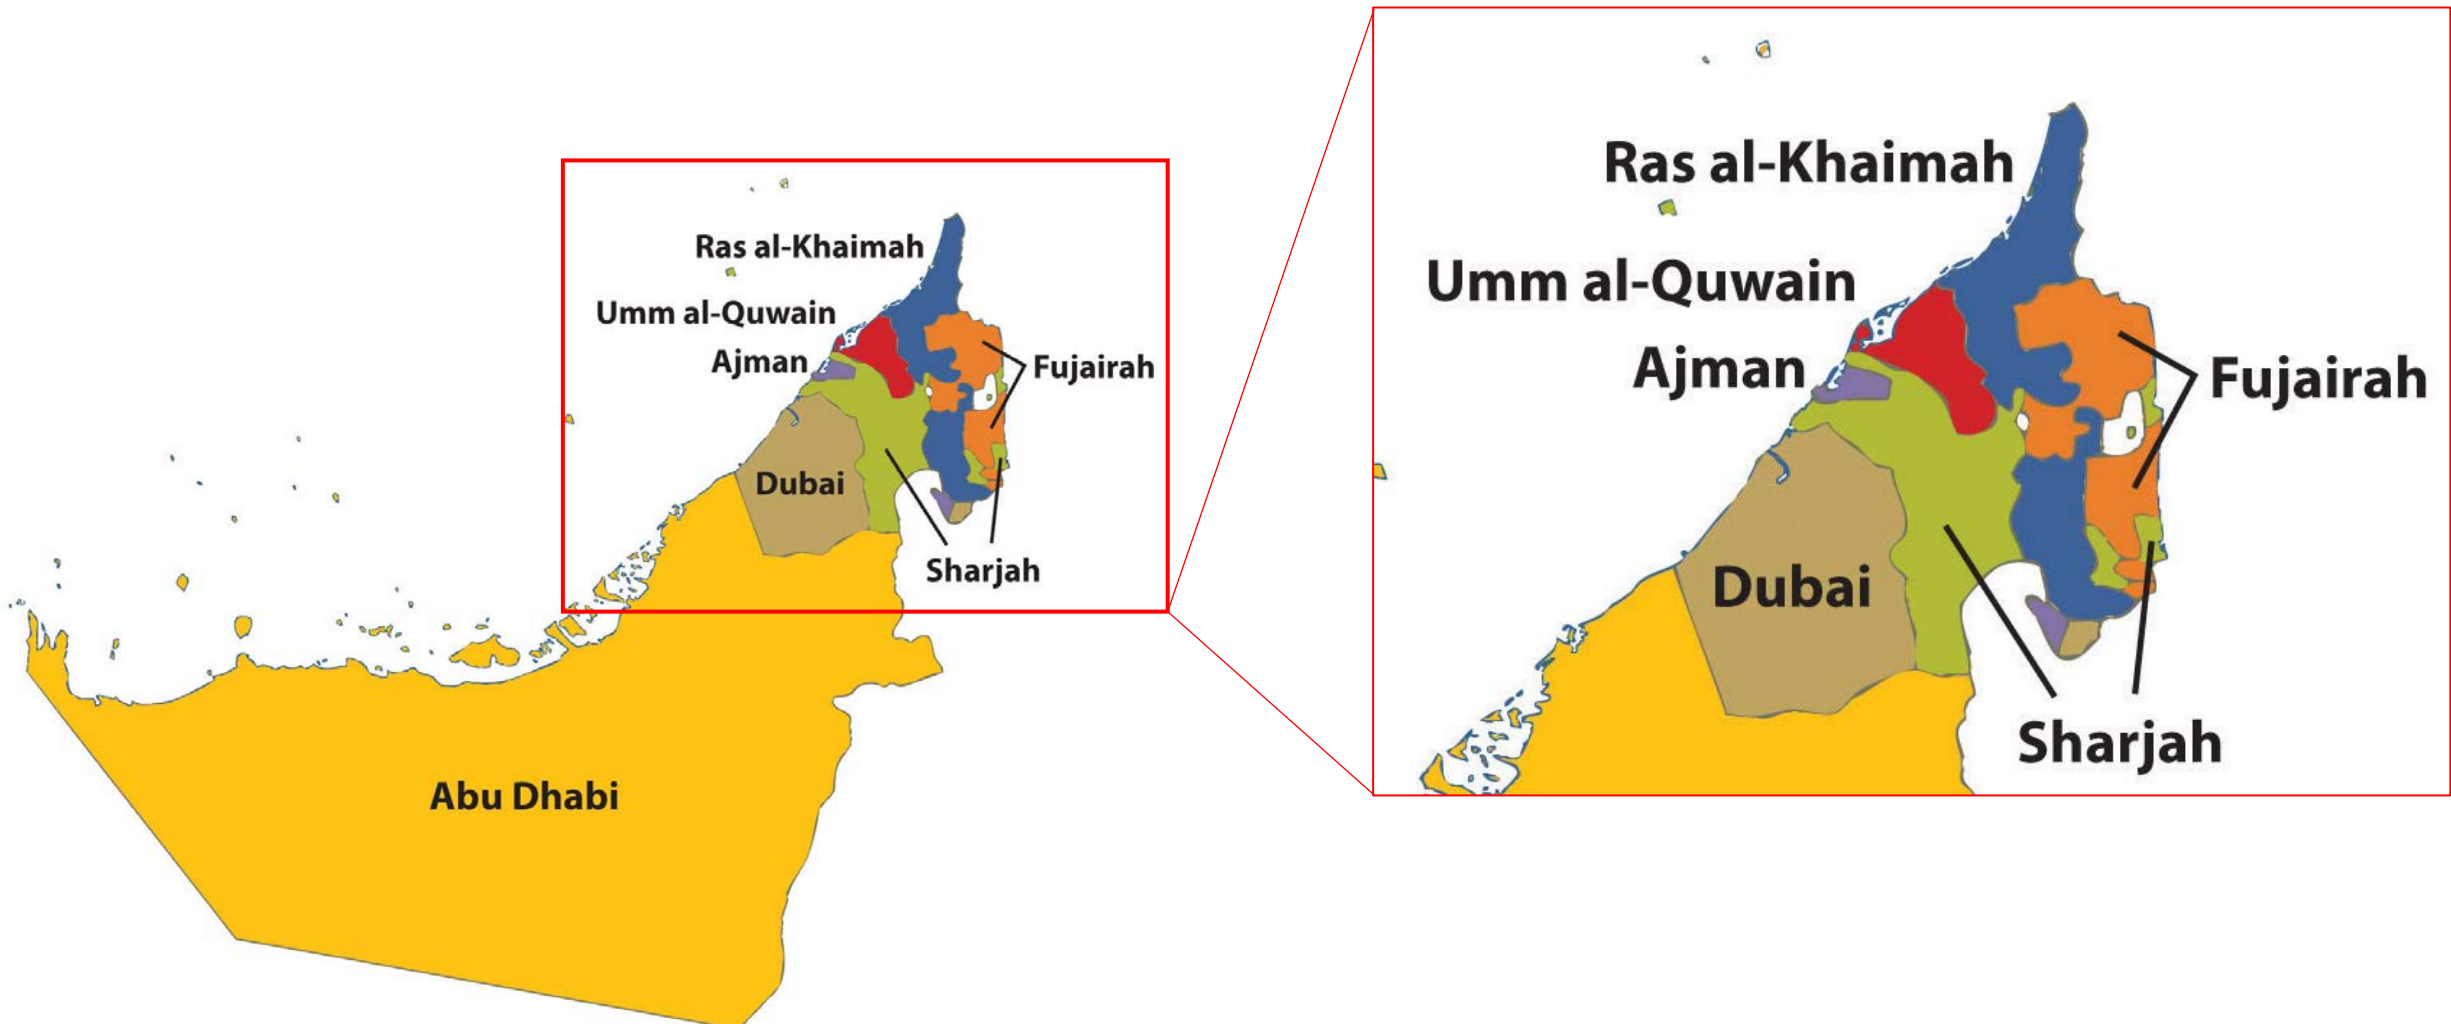 Ras al-Khaimah
Umm al-Quwain
Ajman
Fujairah
Dubai
Sharjah
Abu Dhabi
Ras al-Khaimah
Umm al-Quwain
Ajman
Fujairah
Dubai
Sharjah